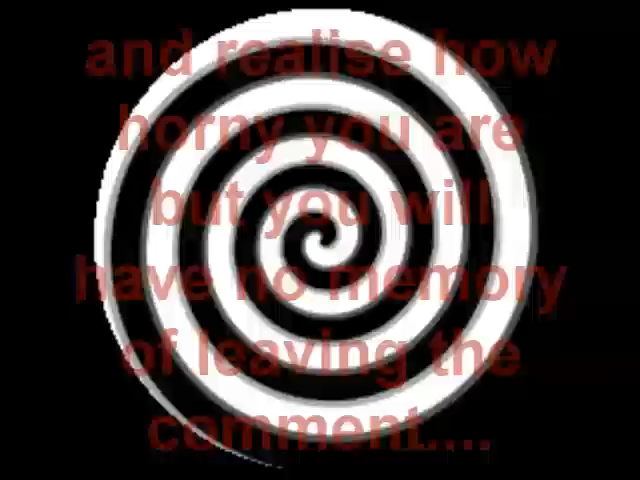 and realise how
horny you are
but you will
have no memory
of leaving the
comment....